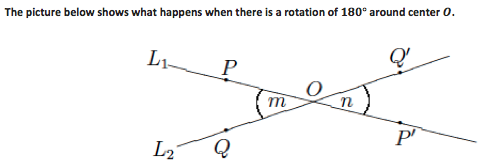 The picture below shows what happens when there is a rotation of 180° around center O.
L₁ P Q'
m O n
L₂ Q P'